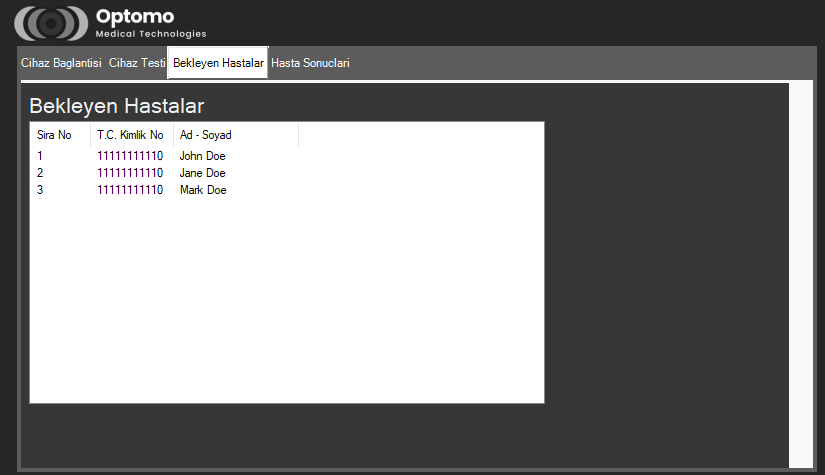 Optomo
Medical Technologies
Cihaz Baglantisi Cihaz Testi Bekleyen Hastalar Hasta Sonuclari
Bekleyen Hastalar
Sira No T.C. Kimlik No Ad - Soyad
1 11111111110 John Doe
2 11111111110 Jane Doe
3 11111111110 Mark Doe